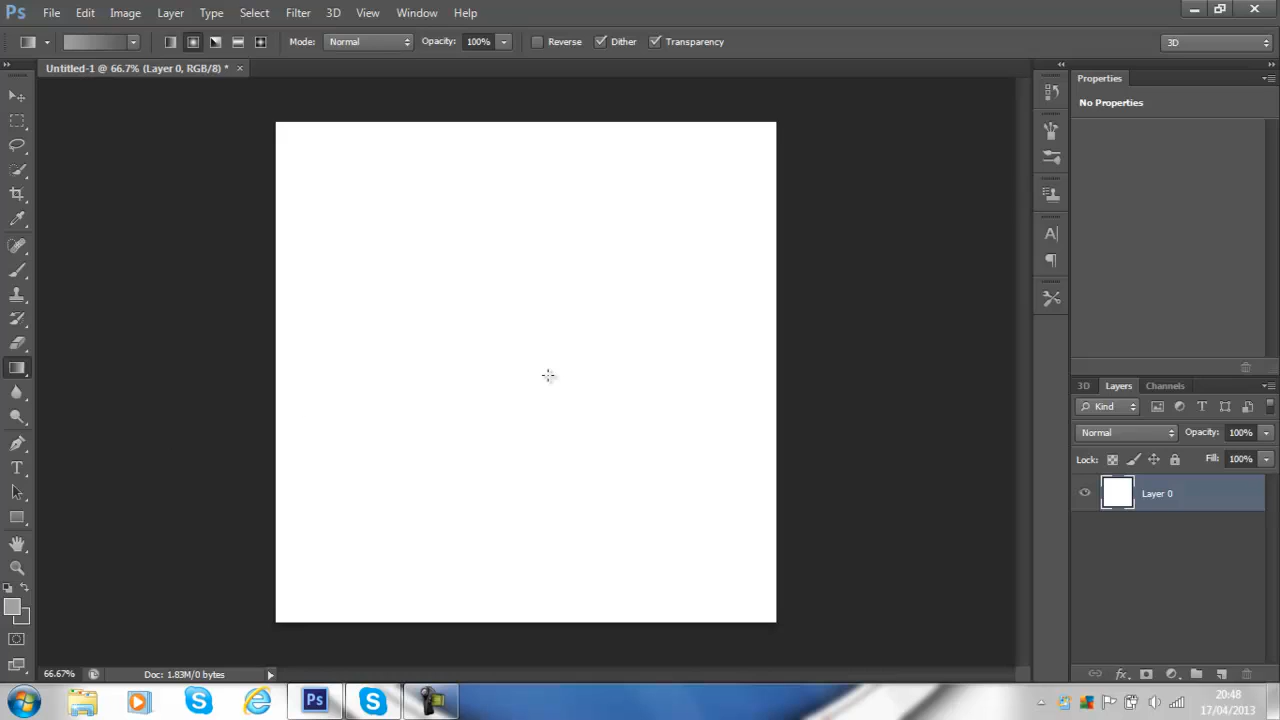 Ps File Edit Image Layer Type Select Filter 3D View Window Help
Mode: Normal Opacity: 100% Reverse Dither Transparency 3D
Untitled-1 @ 66.7% (Layer 0, RGB/8) * ×
Properties
No Properties
3D Layers Channels
Kind
Normal Opacity: 100%
Lock: Fill: 100%
Layer 0
66.67% Doc: 1.83M/0 bytes
Ps
20:48
17/04/2013